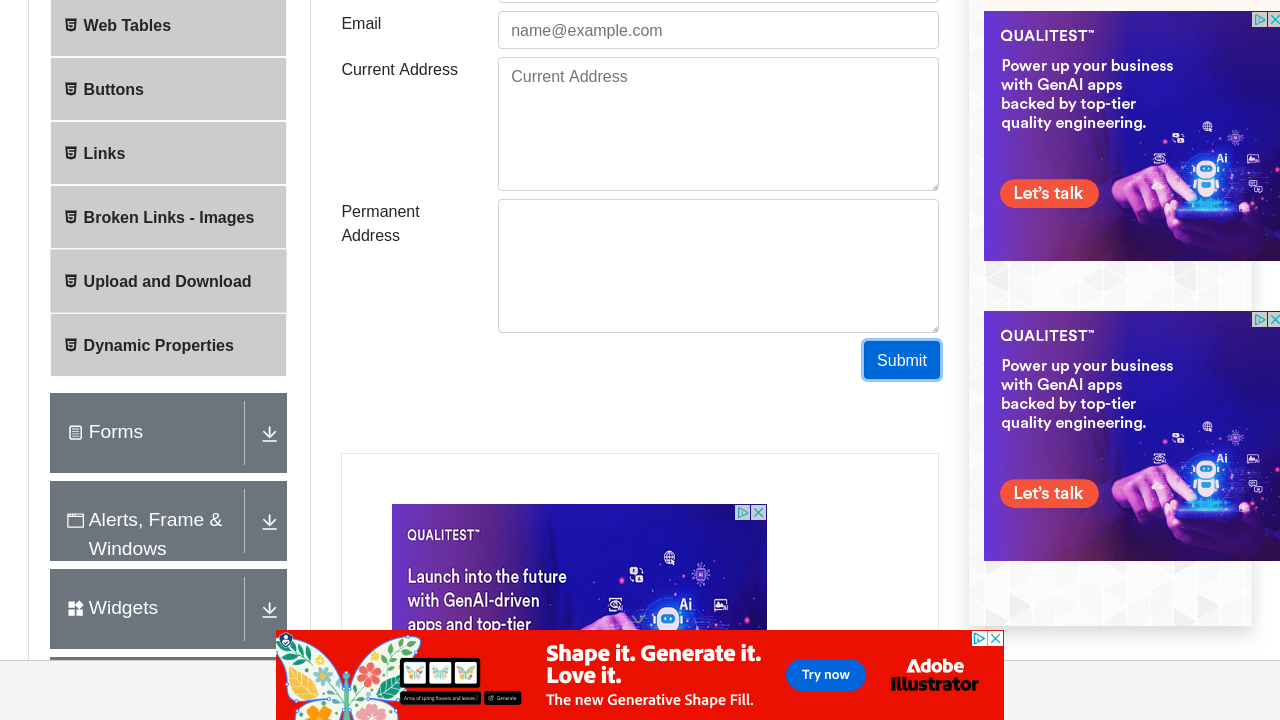 Web Tables
Buttons
Links
Broken Links - Images
Upload and Download
Dynamic Properties
Forms
Alerts, Frame &
Windows
Widgets
Email
name@example.com
Current Address
Current Address
Permanent
Address
Submit
QUALITEST™
Launch into the future
with GenAI-driven
apps and top-tier
Ai
QUALITEST™
Power up your business
with GenAI apps
backed by top-tier
quality engineering.
Ai
Let's talk
QUALITEST™
Power up your business
with GenAI apps
backed by top-tier
quality engineering.
Ai
Let's talk
Array of spring flowers and leaves
Generate
Shape it. Generate it.
Love it.
The new Generative Shape Fill.
Try now
Adobe
Illustrator